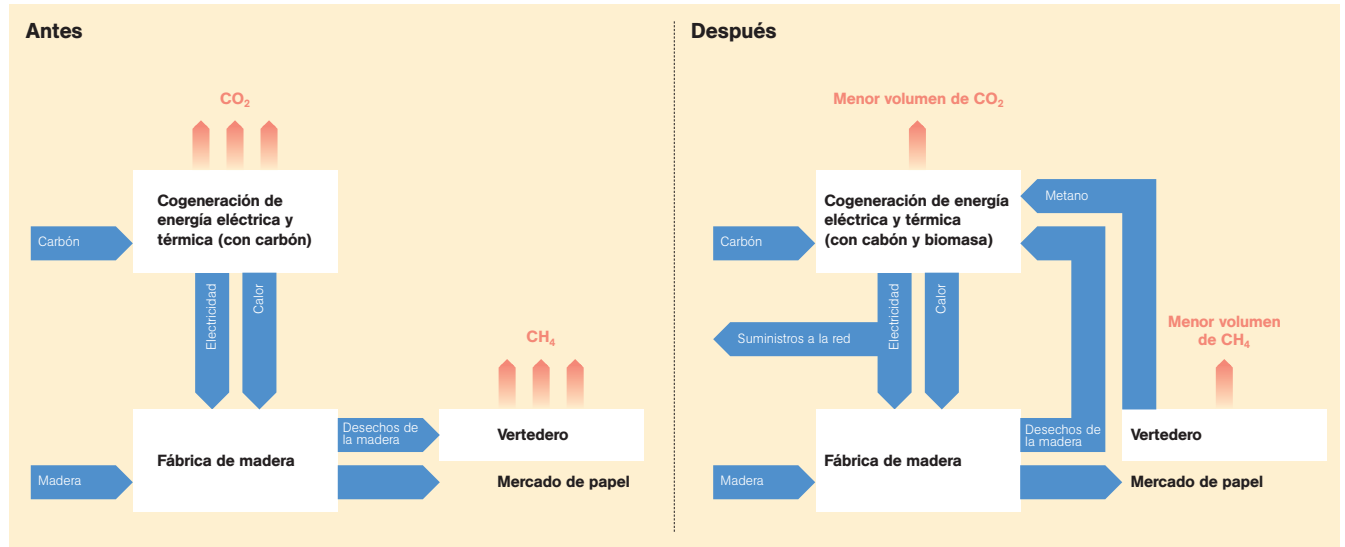 Antes
CO₂
Cogeneración de
energía eléctrica y
térmica (con carbón)
Carbón
Electricidad
Calor
CH₄
Desechos de
la madera
Vertedero
Fábrica de madera
Madera
Mercado de papel
Después
Menor volumen de CO₂
Cogeneración de energía
eléctrica y térmica
(con cabón y biomasa)
Metano
Carbón
Electricidad
Calor
Suministros a la red
Menor volumen
de CH₄
Desechos de
la madera
Vertedero
Fábrica de madera
Madera
Mercado de papel